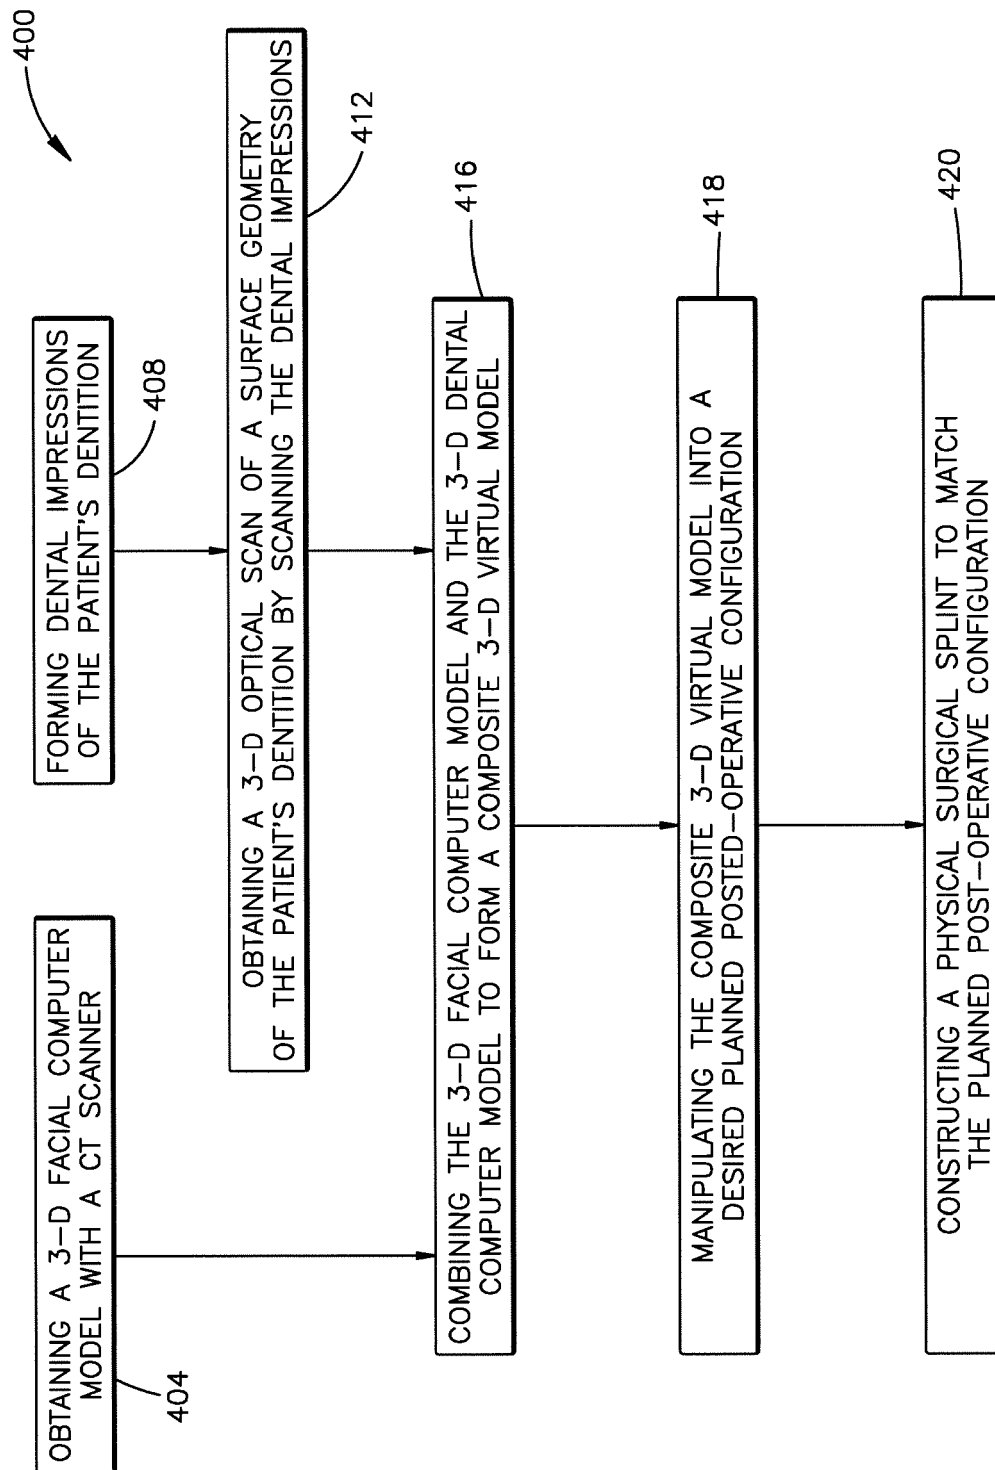 400
OBTAINING A 3-D FACIAL COMPUTER
MODEL WITH A CT SCANNER
404
FORMING DENTAL IMPRESSIONS
OF THE PATIENT'S DENTITION
408
OBTAINING A 3-D OPTICAL SCAN OF A SURFACE GEOMETRY
OF THE PATIENT'S DENTITION BY SCANNING THE DENTAL IMPRESSIONS
412
COMBINING THE 3-D FACIAL COMPUTER MODEL AND THE 3-D DENTAL
COMPUTER MODEL TO FORM A COMPOSITE 3-D VIRTUAL MODEL
416
MANIPULATING THE COMPOSITE 3-D VIRTUAL MODEL INTO A
DESIRED PLANNED POSTED-OPERATIVE CONFIGURATION
418
CONSTRUCTING A PHYSICAL SURGICAL SPLINT TO MATCH
THE PLANNED POST-OPERATIVE CONFIGURATION
420